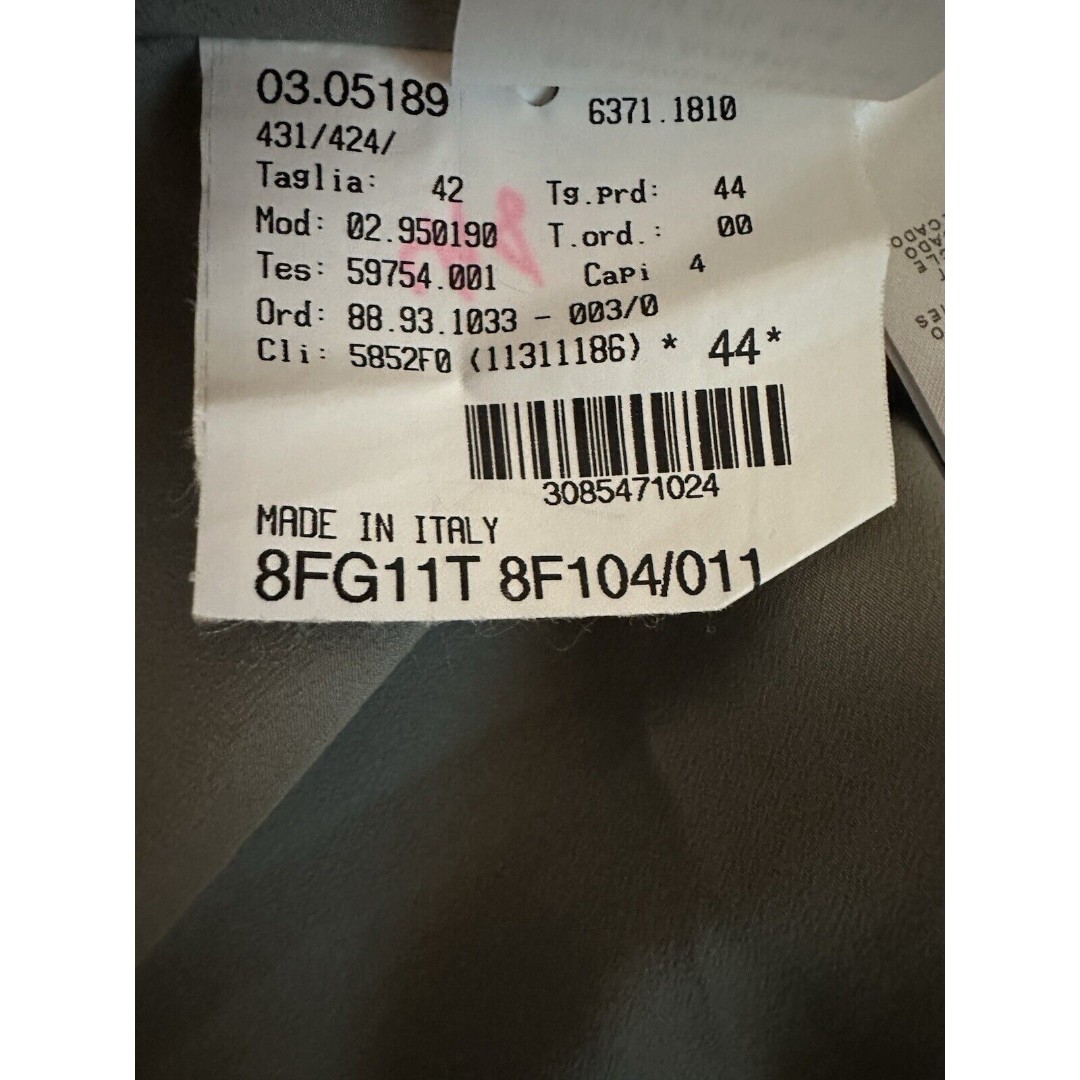 03.05189 6371.1810
431/424/
Taglia: 42 Tg.prd: 44
Mod: 02.950190 T.ord.: 00
Tes: 59754.001 Capi 4
Ord: 88.93.1033 - 003/0
Cli: 5852F0 (11311186) * 44*
3085471024
MADE IN ITALY
8FG11T 8F104/011